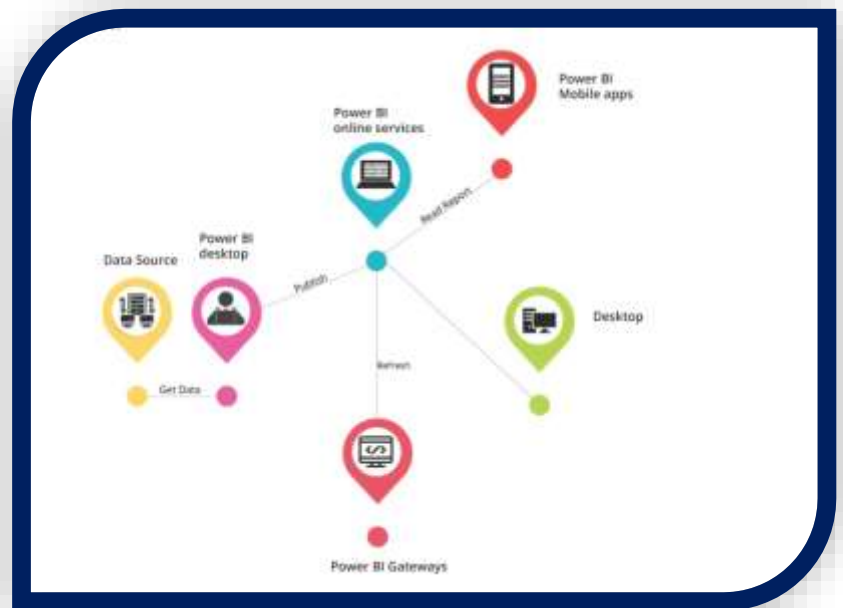 Power BI
Mobile apps
Power BI
online services
Read Report
Power BI
desktop
Data Source
Publish
Desktop
Refresh
Get Data
Power BI Gateways